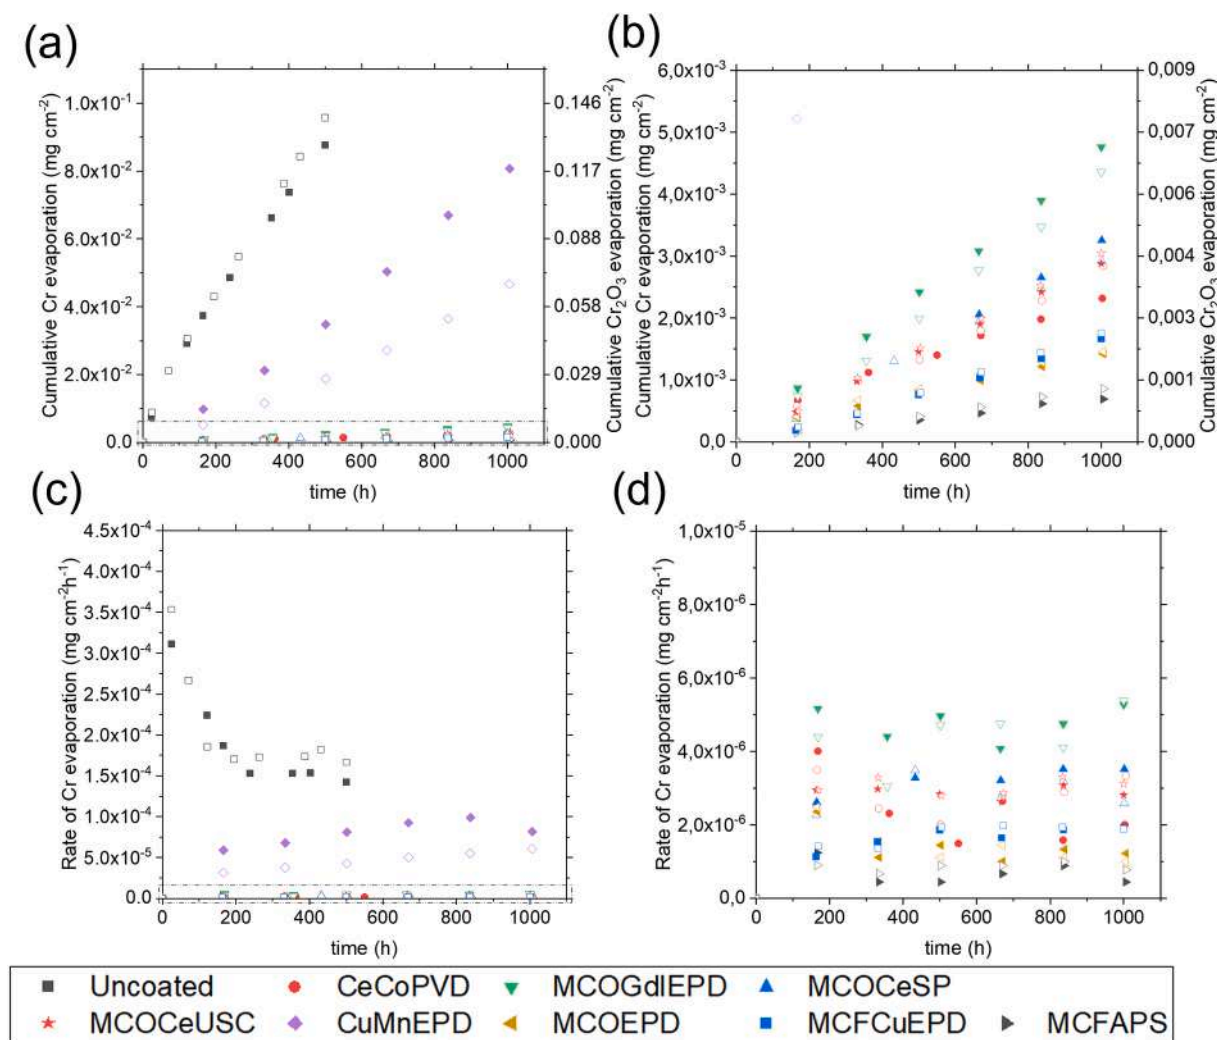 (a)
Cumulative Cr evaporation (mg cm-2)
1.0x10-1
8.0x10-2
6.0x10-2
4.0x10-2
2.0x10-2
0.0
0.146
0.117
0.088
0.058
0.029
0.000
Cumulative Cr2O3 evaporation (mg cm-2)
0 200 400 600 800 1000
time (h)
(b)
Cumulative Cr evaporation (mg cm-2)
6,0x10-3
5,0x10-3
4,0x10-3
3,0x10-3
2,0x10-3
1,0x10-3
0,0
0,009
0,007
0,006
0,004
0,003
0,001
0,000
Cumulative Cr2O3 evaporation (mg cm-2)
0 200 400 600 800 1000
time (h)
(c)
Rate of Cr evaporation (mg cm-2h-1)
4.5x10-4
4.0x10-4
3.5x10-4
3.0x10-4
2.5x10-4
2.0x10-4
1.5x10-4
1.0x10-4
5.0x10-5
0.0
0 200 400 600 800 1000
time (h)
(d)
Rate of Cr evaporation (mg cm-2h-1)
1,0x10-5
8,0x10-6
6,0x10-6
4,0x10-6
2,0x10-6
0,0
0 200 400 600 800 1000
time (h)
Uncoated CeCoPVD MCOGdIEPD MCOCeSP
MCOCeUSC CuMnEPD MCOEPD MCFCuEPD MCFAPS